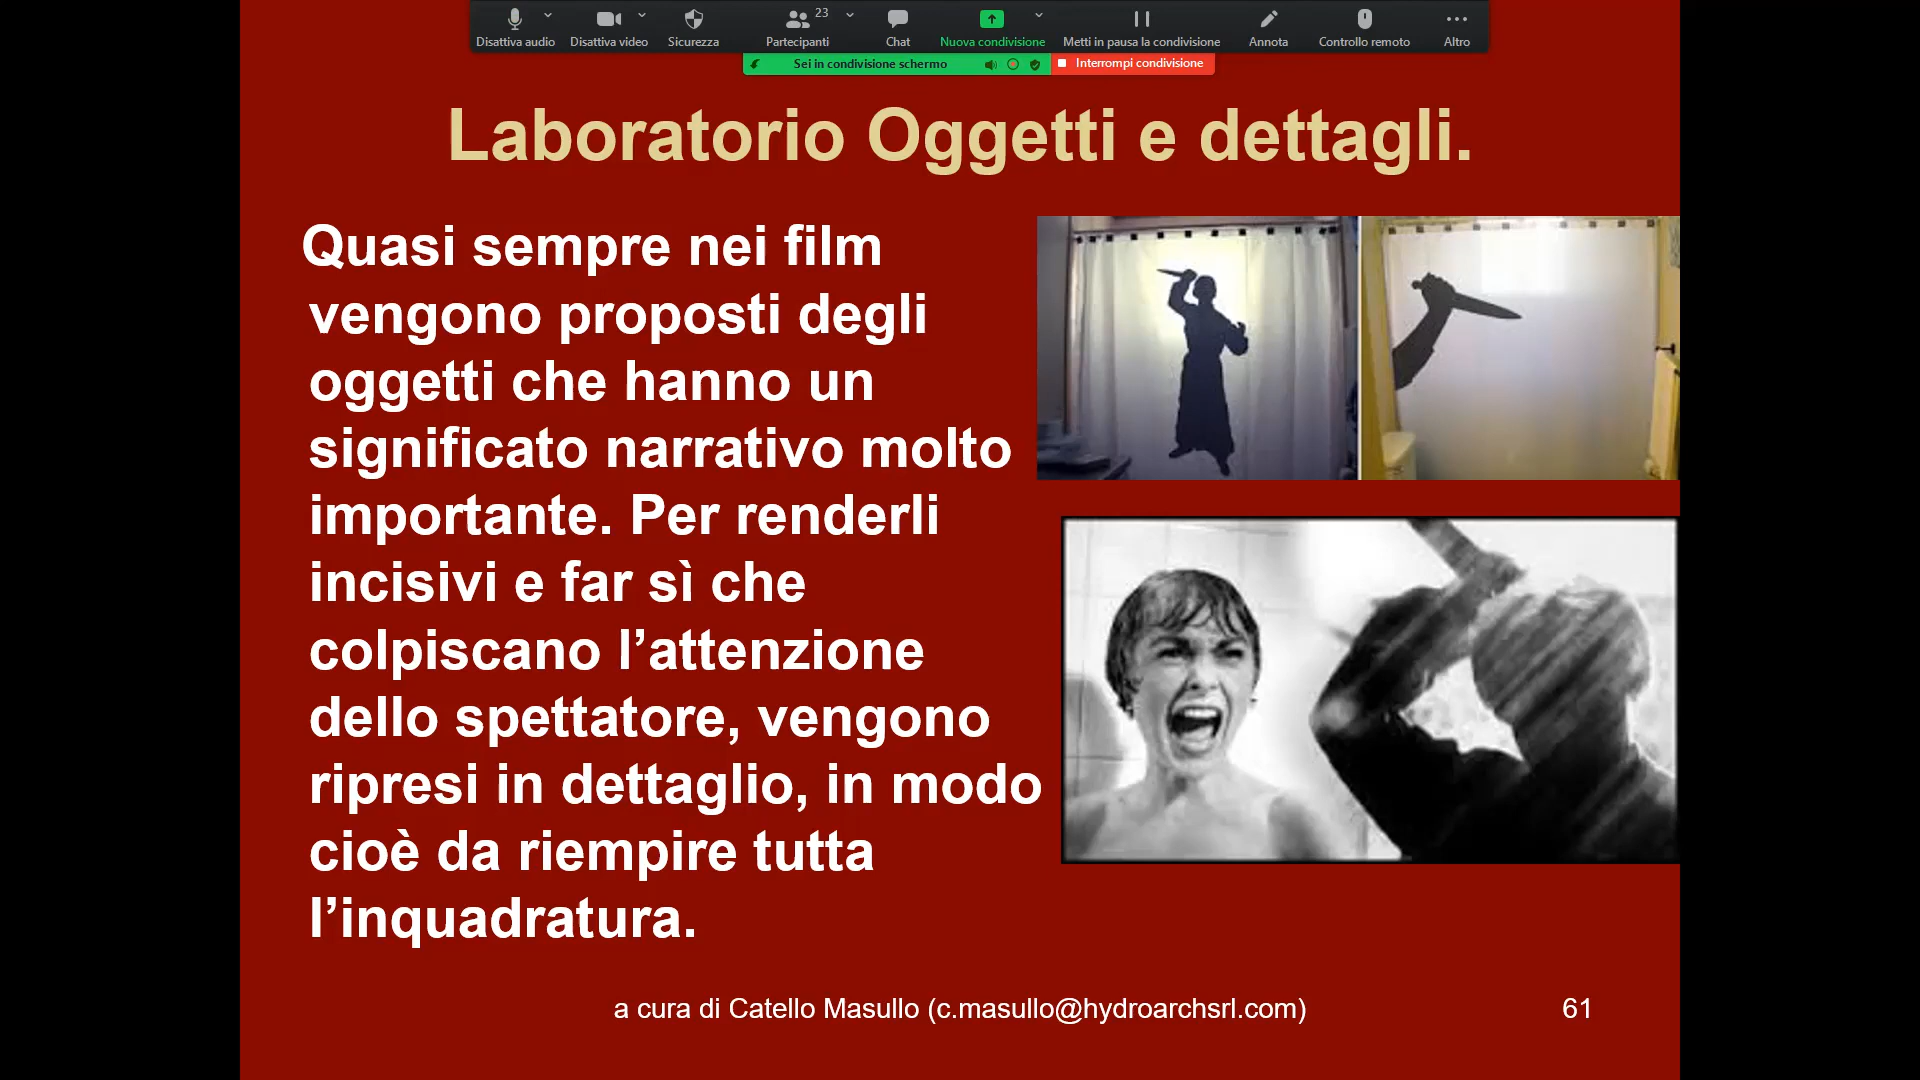 23
Disattiva audio
Disattiva video
Sicurezza
Partecipanti
Chat
Nuova condivisione
Metti in pausa la condivisione
Annota
Controllo remoto
Altro
Sei in condivisione schermo
Interrompi condivisione
Laboratorio Oggetti e dettagli.
Quasi sempre nei film
vengono proposti degli
oggetti che hanno un
significato narrativo molto
importante. Per renderli
incisivi e far sì che
colpiscano l’attenzione
dello spettatore, vengono
ripresi in dettaglio, in modo
cioè da riempire tutta
l’inquadratura.
a cura di Catello Masullo (c.masullo@hydroarchsrl.com)
61